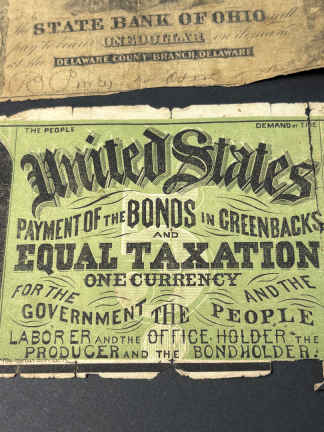 STATE BANK OF OHIO
ONE DOLLAR
DELAWARE COUNTY BRANCH, DELAWARE
THE PEOPLE DEMAND OF THE
United States
PAYMENT OF THE BONDS IN GREENBACKS
AND
EQUAL TAXATION
ONE CURRENCY
FOR THE AND THE
GOVERNMENT THE PEOPLE
LABORER AND THE OFFICE-HOLDER THE
PRODUCER AND THE BONDHOLDER.